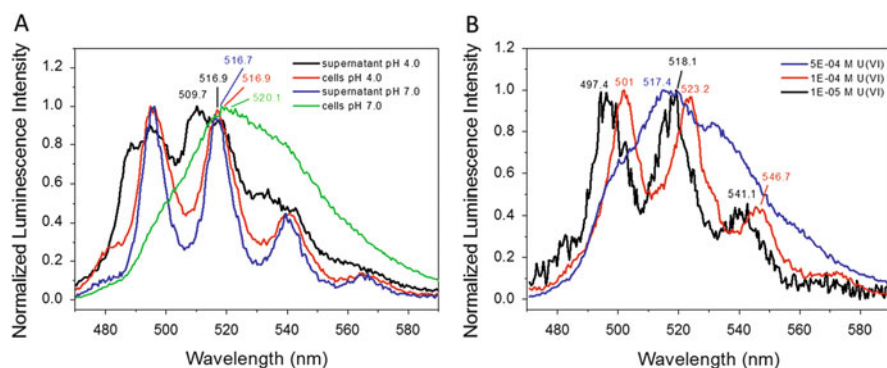 A
Normalized Luminescence Intensity
1.2
1.0
0.8
0.6
0.4
0.2
0.0
516.7
516.9
516.9
509.7
520.1
supernatant pH 4.0
cells pH 4.0
supernatant pH 7.0
cells pH 7.0
480 500 520 540 560 580
Wavelength (nm)
B
Normalized Luminescence Intensity
1.2
1.0
0.8
0.6
0.4
0.2
0.0
518.1
497.4
501
517.4
523.2
546.7
541.1
5E-04 M U(VI)
1E-04 M U(VI)
1E-05 M U(VI)
480 500 520 540 560 580
Wavelength (nm)